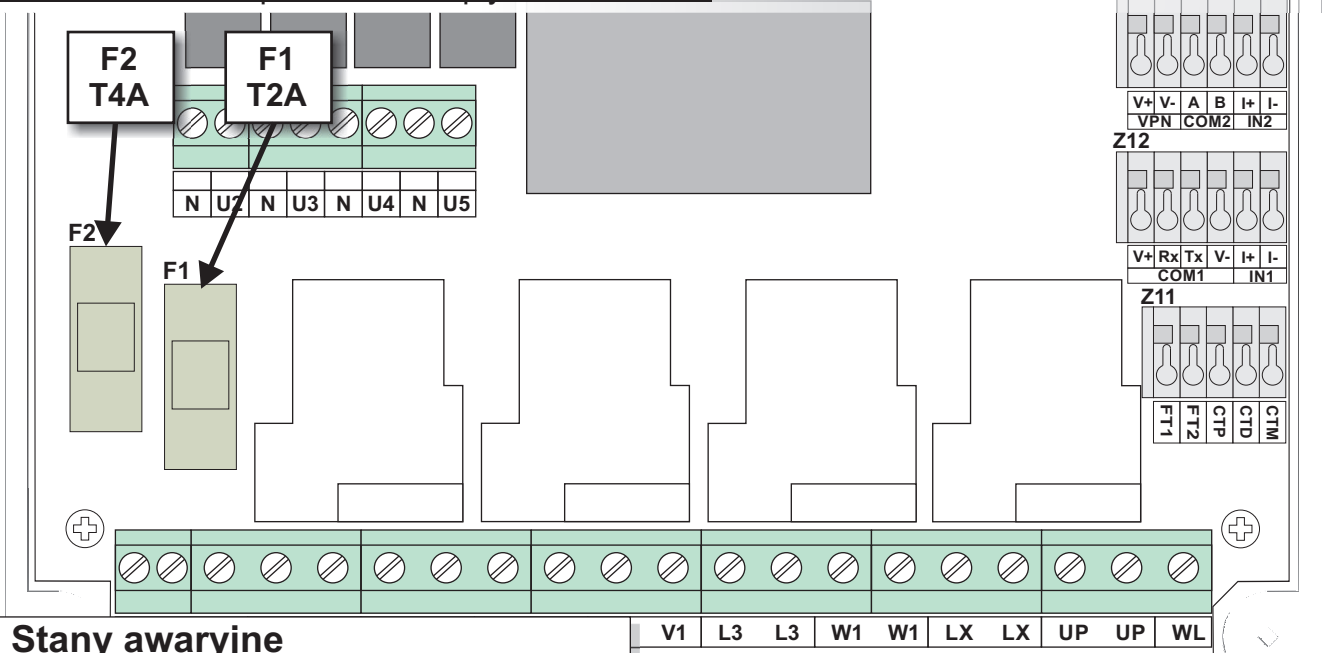 F2
T4A
F1
T2A
V+ V- A B I+ I-
VPN COM2 IN2
Z12
N U2 N U3 N U4 N U5
F2
F1
V+ Rx Tx V- I+ I-
COM1 IN1
Z11
FT1 FT2 CTP CTD CTM
Stany awaryjne
V1 L3 L3 W1 W1 LX LX UP UP WL